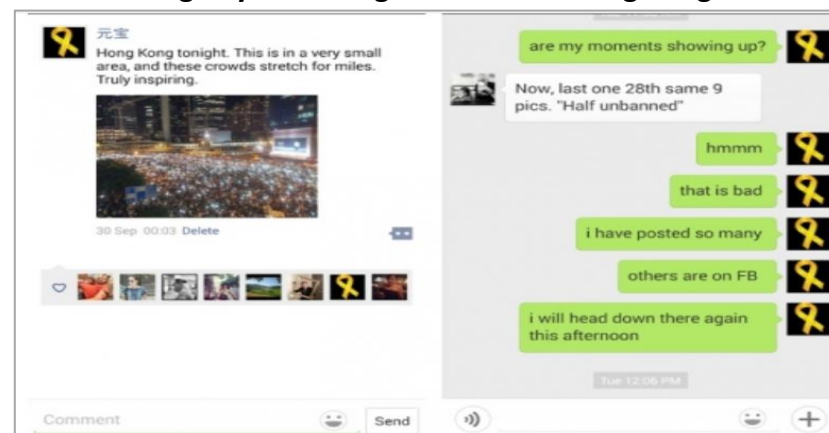 元宝
Hong Kong tonight. This is in a very small
area, and these crowds stretch for miles.
Truly inspiring.
30 Sep 00:03 Delete
Comment
Send
are my moments showing up?
Now, last one 28th same 9
pics. "Half unbanned"
hmmm
that is bad
i have posted so many
others are on FB
i will head down there again
this afternoon
Tue 12:06 PM